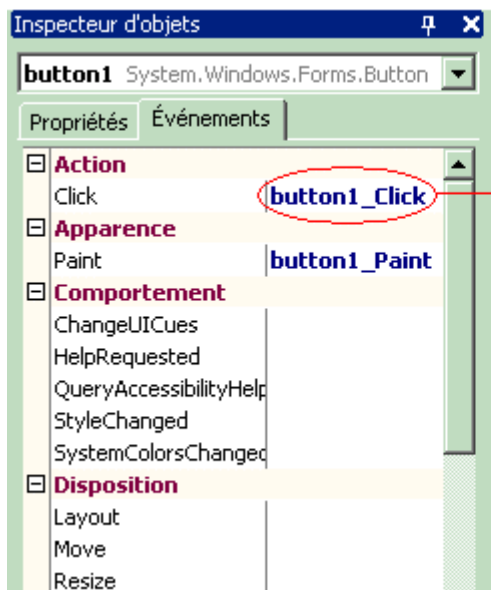 Inspecteur d'objets
button1 System.Windows.Forms.Button
Propriétés Événements
Action
Click button1_Click
Apparence
Paint button1_Paint
Comportement
ChangeUICues
HelpRequested
QueryAccessibilityHelp
StyleChanged
SystemColorsChanged
Disposition
Layout
Move
Resize